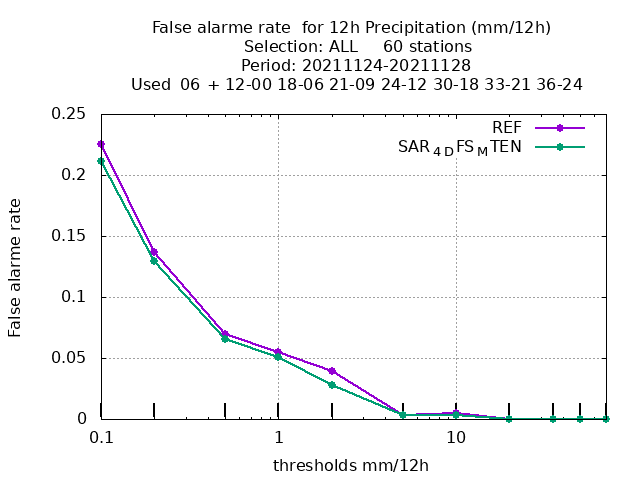 False alarme rate  for 12h Precipitation (mm/12h)
Selection: ALL     60 stations
Period: 20211124-20211128
Used  06 + 12-00 18-06 21-09 24-12 30-18 33-21 36-24
REF
SAR4DFSMTEN
0.25
0.2
0.15
0.1
0.05
0
False alarme rate
0.1
1
10
thresholds mm/12h